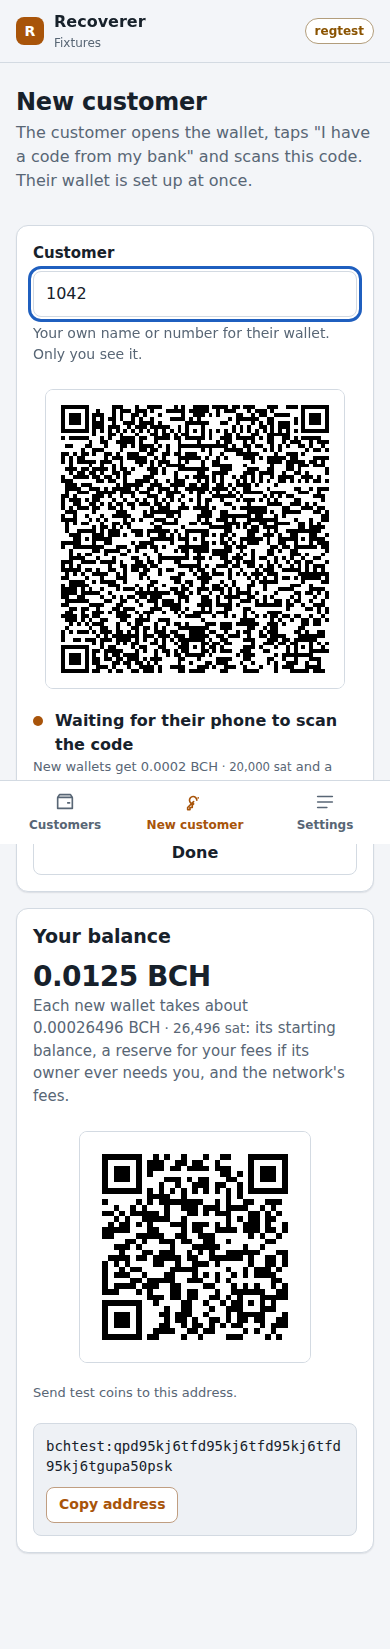 R
Recoverer
Fixtures
regtest
New customer
The customer opens the wallet, taps "I have
a code from my bank" and scans this code.
Their wallet is set up at once.
Customer
1042
Your own name or number for their wallet.
Only you see it.
Waiting for their phone to scan
the code
New wallets get 0.0002 BCH · 20,000 sat and a
Customers
New customer
Settings
Done
Your balance
0.0125 BCH
Each new wallet takes about
0.00026496 BCH · 26,496 sat: its starting
balance, a reserve for your fees if its
owner ever needs you, and the network's
fees.
Send test coins to this address.
bchtest:qpd95kj6tfd95kj6tfd95kj6tfd
95kj6tgupa50psk
Copy address